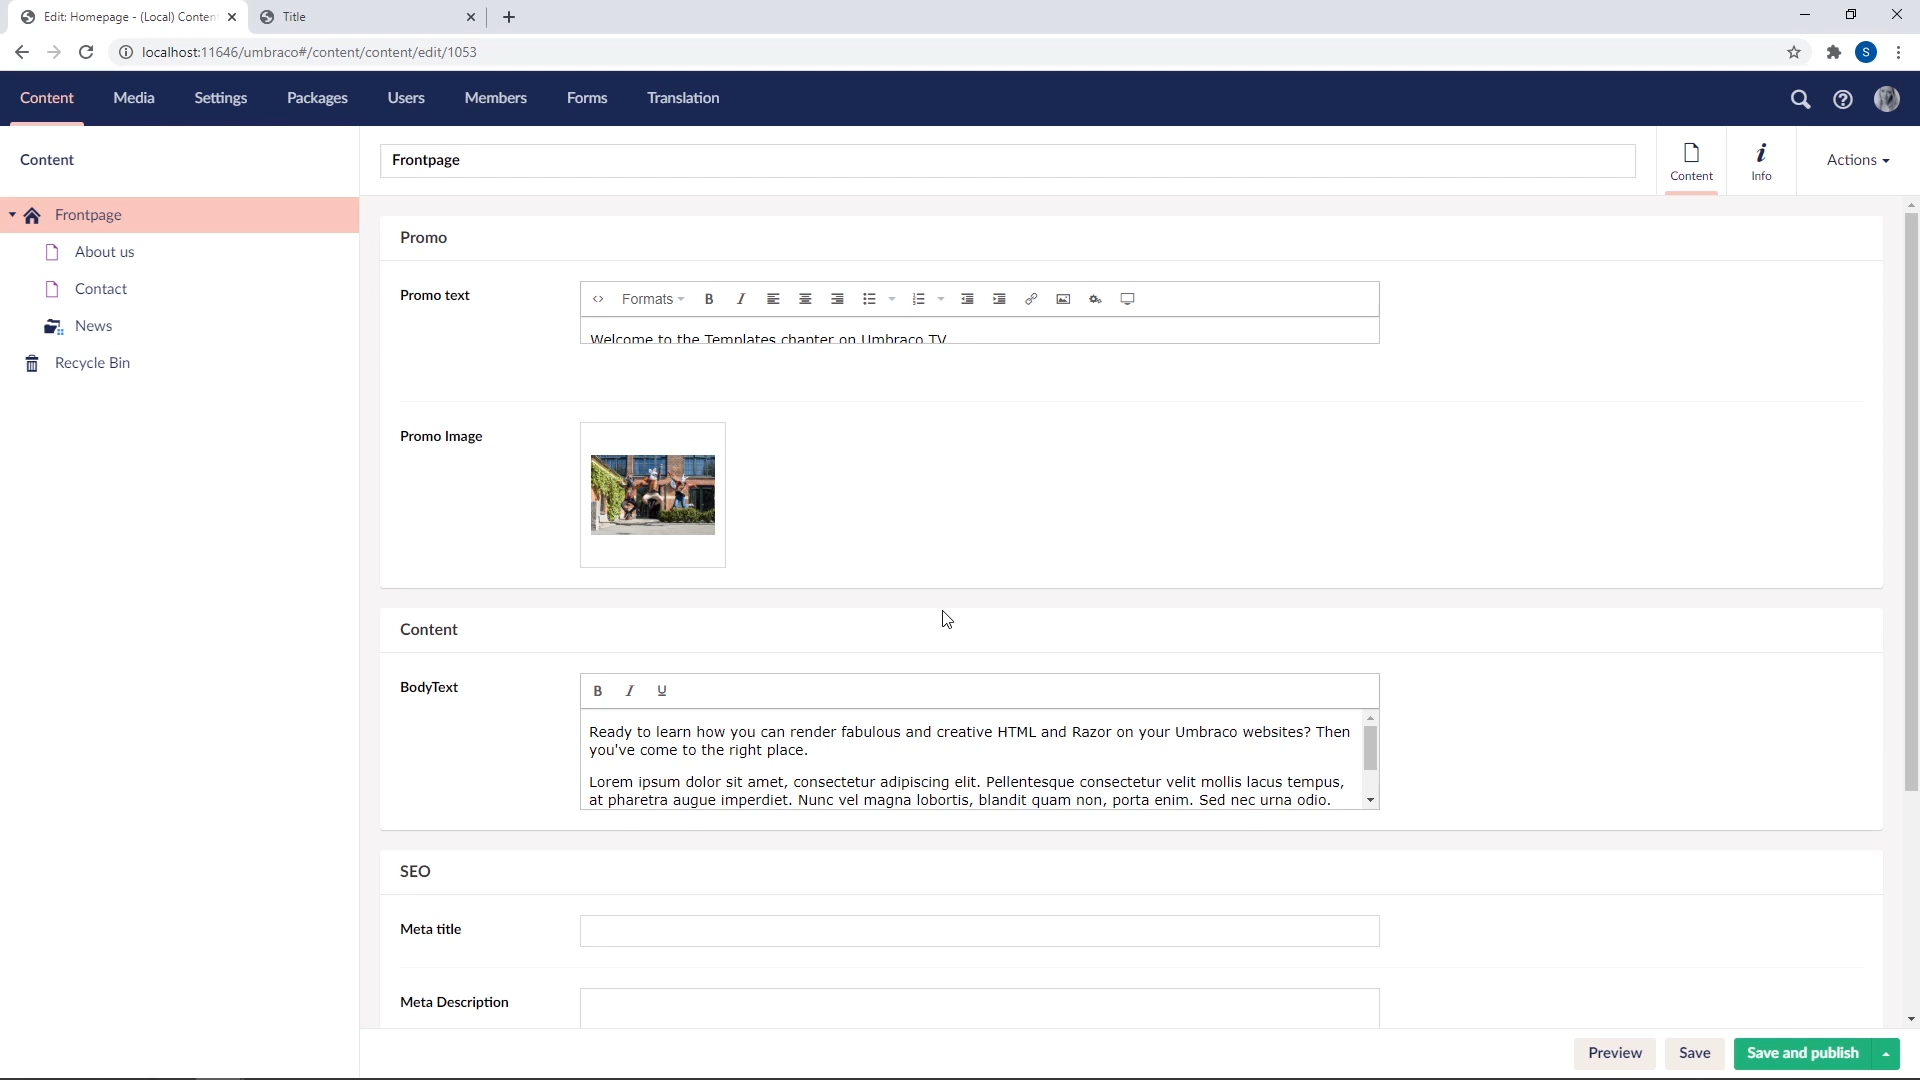 Edit: Homepage - (Local) Conten
Title
localhost:11646/umbraco#/content/content/edit/1053
S
Content
Media
Settings
Packages
Users
Members
Forms
Translation
Content
Frontpage
About us
Contact
News
Recycle Bin
Frontpage
Content
Info
Actions
Promo
Promo text
Formats
Welcome to the Templates chapter on Umbraco TV
Promo Image
Content
BodyText
Ready to learn how you can render fabulous and creative HTML and Razor on your Umbraco websites? Then
you've come to the right place.
Lorem ipsum dolor sit amet, consectetur adipiscing elit. Pellentesque consectetur velit mollis lacus tempus,
at pharetra augue imperdiet. Nunc vel magna lobortis, blandit quam non, porta enim. Sed nec urna odio.
SEO
Meta title
Meta Description
Preview
Save
Save and publish